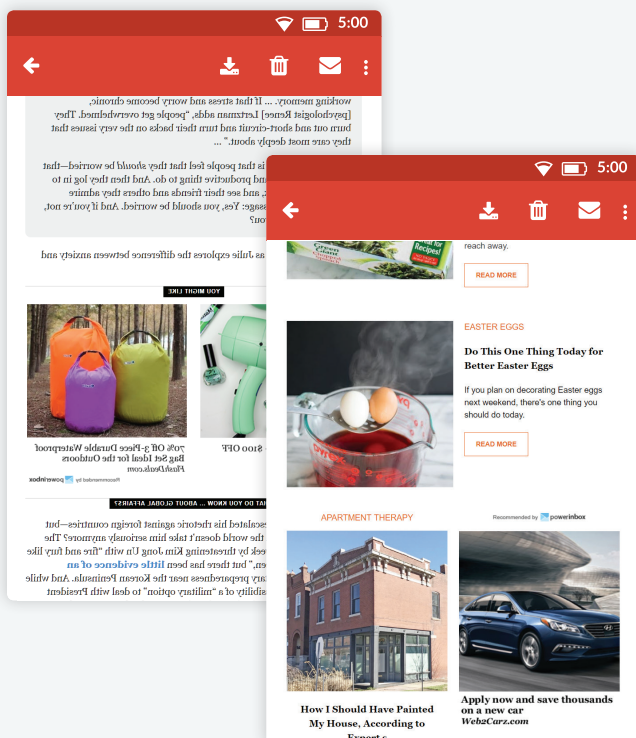 5:00
working memory. ... If that stress and worry become chronic,
[psychologist Renee] Lertzman adds, “people get overwhelmed. They
burn out and short-circuit and turn their backs on the very issues that
they care most deeply about.” ...
is that people feel that they should be worried—that
and productive thing to do. And then they log in to
, and see their friends and others they admire
ssage: Yes, you should be worried. And if you’re not,
you?
as Julie explores the difference between anxiety and
YOU MIGHT LIKE
70% Off 3-Piece Durable Waterproof
Bag Set Ideal for the Outdoors
FlashDeals.com
Recommended by powerinbox
- $100 OFF
HAT DO YOU KNOW ... ABOUT GLOBAL AFFAIRS?
escalated his rhetoric against foreign countries—but
the world doesn’t take him seriously anymore? The
eek by threatening Kim Jong Un with “fire and fury like
en,” but there has been little evidence of an
tary preparedness near the Korean Peninsula. And while
ssibility of a “military option” to deal with President
5:00
Green
Giant
Great for
Recipes!
reach away.
READ MORE
EASTER EGGS
Do This One Thing Today for
Better Easter Eggs
If you plan on decorating Easter eggs
next weekend, there's one thing you
should do today.
READ MORE
APARTMENT THERAPY
How I Should Have Painted
My House, According to
Expert s
Recommended by powerinbox
Apply now and save thousands
on a new car
Web2Carz.com